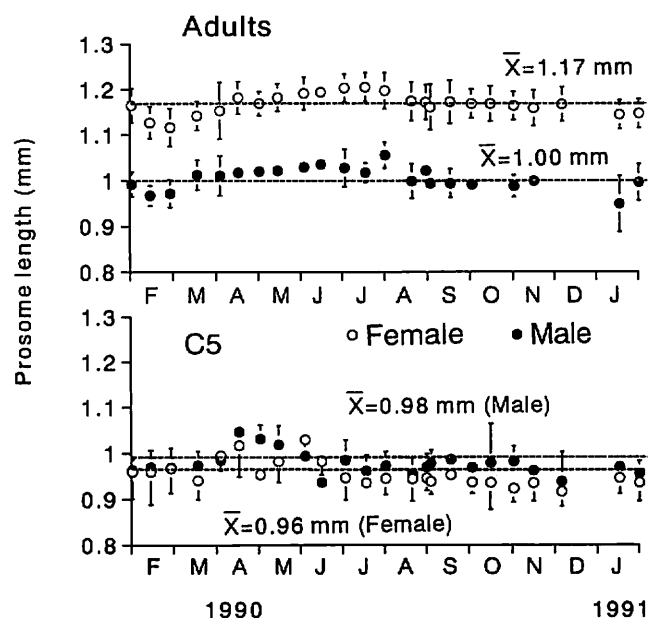 Adults
Prosome length (mm)
1.3
1.2
1.1
1
0.9
0.8
X̅=1.17 mm
X̅=1.00 mm
F M A M J J A S O N D J
C5
○ Female ● Male
1.3
1.2
1.1
1
0.9
0.8
X̅=0.98 mm (Male)
X̅=0.96 mm (Female)
F M A M J J A S O N D J
1990 1991